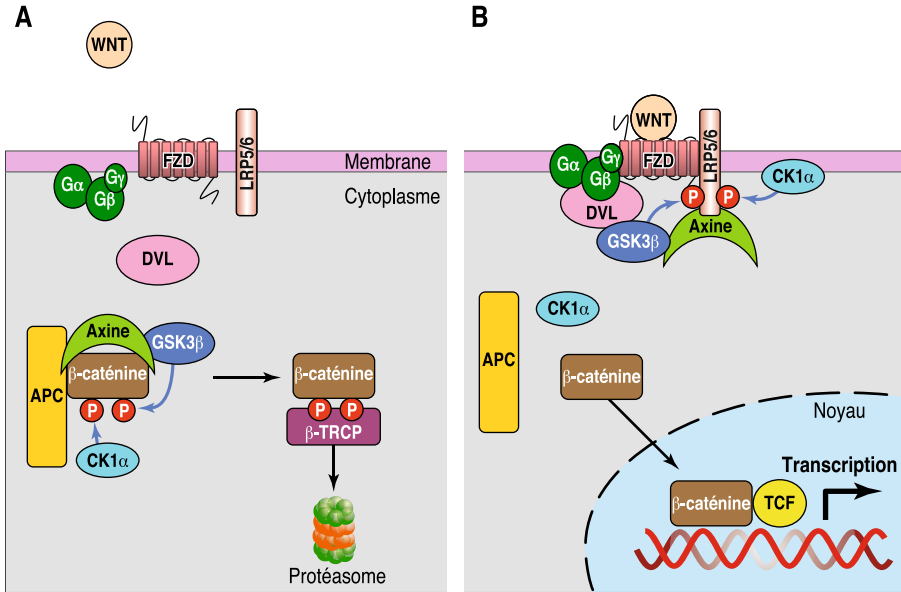 A
WNT
FZD
LRP5/6
Membrane
Cytoplasme
Gα
Gβ
Gγ
DVL
Axine
GSK3β
β-caténine
APC
P
P
CK1α
β-caténine
P
P
β-TRCP
Protéasome
B
WNT
FZD
LRP5/6
Gα
Gβ
Gγ
DVL
GSK3β
P
P
CK1α
Axine
CK1α
APC
β-caténine
Noyau
Transcription
β-caténine
TCF